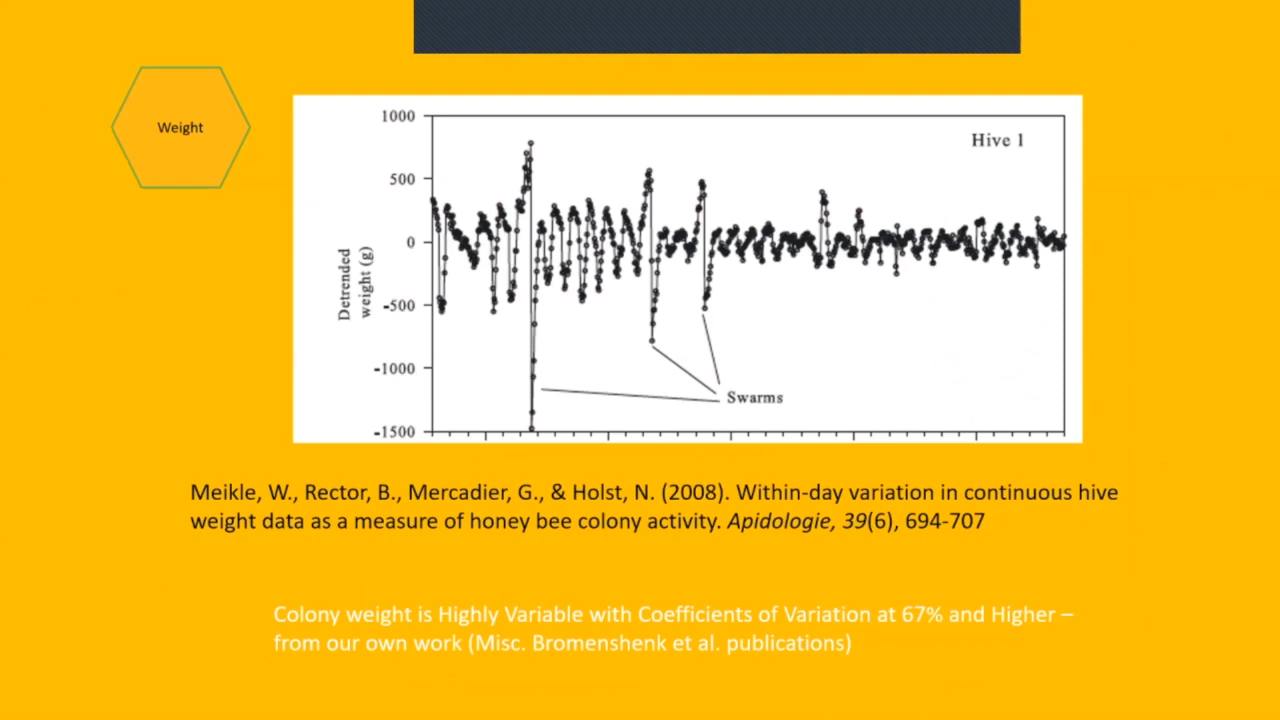 Weight
1000
Hive 1
500
0
Detrended
weight (g)
-500
-1000
Swarms
-1500
Meikle, W., Rector, B., Mercadier, G., & Holst, N. (2008). Within-day variation in continuous hive
weight data as a measure of honey bee colony activity. Apidologie, 39(6), 694-707
Colony weight is Highly Variable with Coefficients of Variation at 67% and Higher –
from our own work (Misc. Bromenshenk et al. publications)